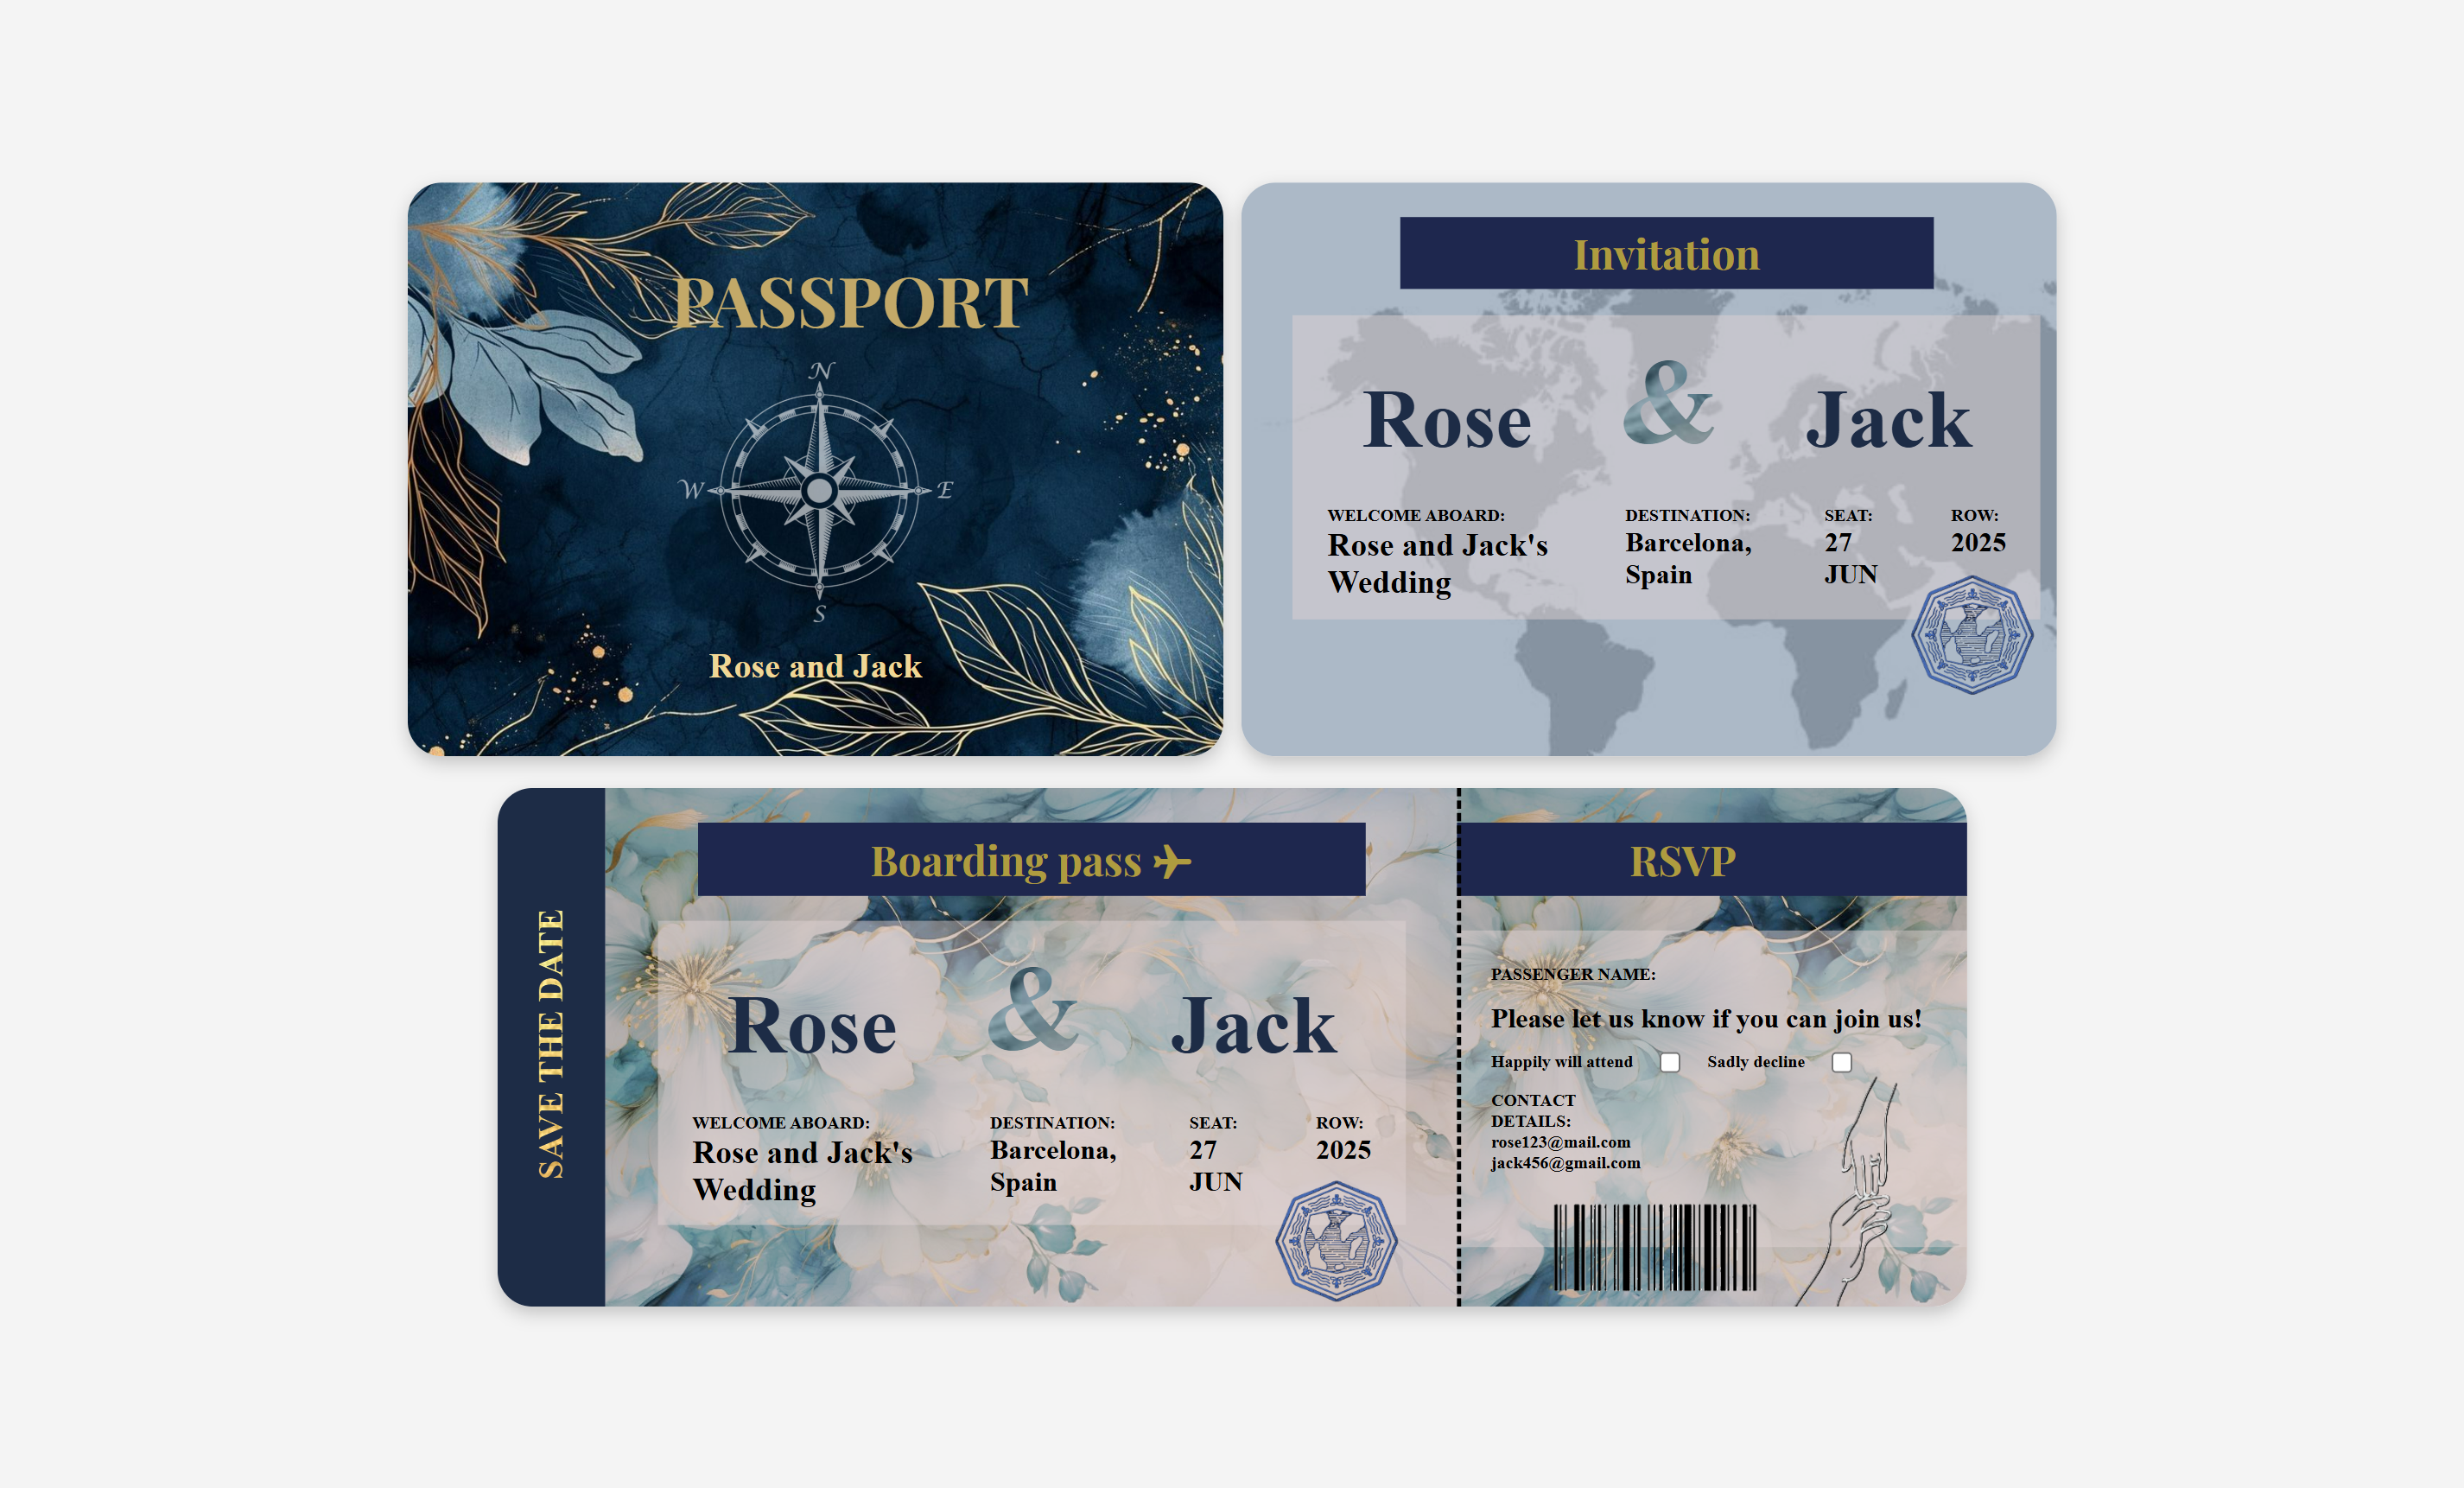 PASSPORT
N
W
E
S
Rose and Jack
Invitation
Rose & Jack
WELCOME ABOARD:
Rose and Jack's
Wedding
DESTINATION:
Barcelona,
Spain
SEAT:
27
JUN
ROW:
2025
SAVE THE DATE
Boarding pass
Rose & Jack
WELCOME ABOARD:
Rose and Jack's
Wedding
DESTINATION:
Barcelona,
Spain
SEAT:
27
JUN
ROW:
2025
RSVP
PASSENGER NAME:
Please let us know if you can join us!
Happily will attend
Sadly decline
CONTACT
DETAILS:
rose123@mail.com
jack456@gmail.com